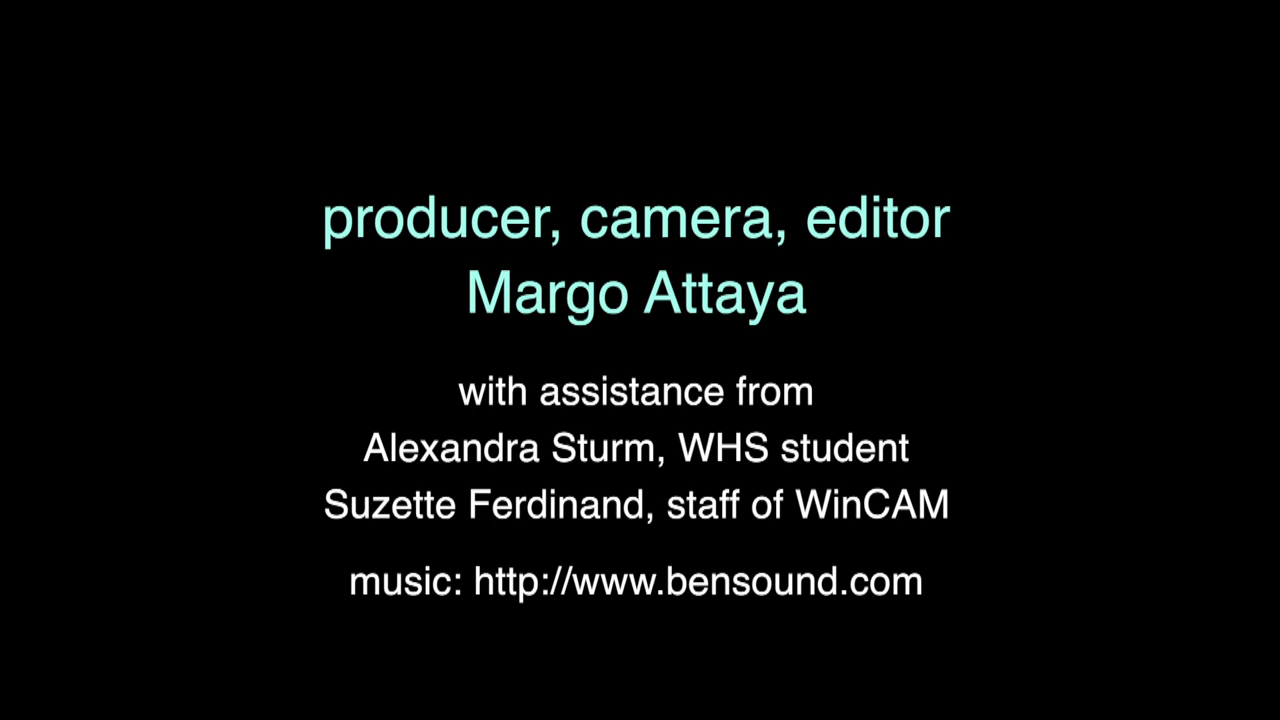 producer, camera, editor
Margo Attaya
with assistance from
Alexandra Sturm, WHS student
Suzette Ferdinand, staff of WinCAM
music: http://www.bensound.com